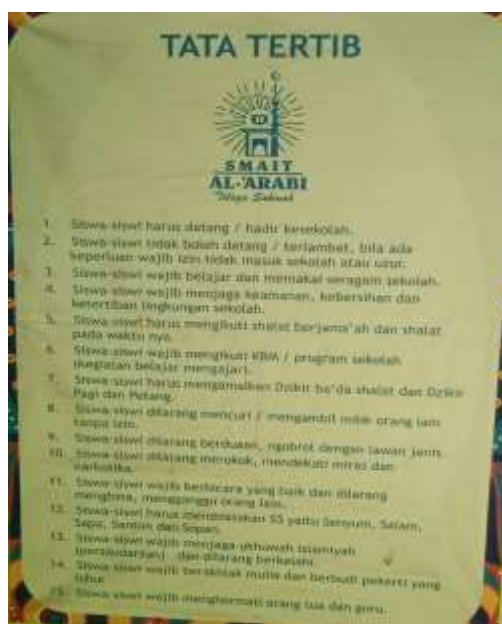 TATA TERTIB
SMAIT
AL-'ARABI
Telaga Sakinah
1. Siswa-siswi harus datang / hadir kesekolah.
2. Siswa-siswi tidak boleh datang / terlambat, bila ada
keperluan wajib izin tidak masuk sekolah atau uzur.
3. Siswa-siswi wajib belajar dan memakai seragam sekolah.
4. Siswa-siswi wajib menjaga keamanan, kebersihan dan
ketertiban lingkungan sekolah.
5. Siswa-siswi harus mengikuti shalat berjama'ah dan shalat
pada waktu nya.
6. Siswa-siswi wajib mengikuti KBM / program sekolah
(kegiatan belajar mengajar).
7. Siswa-siswi harus mengamalkan Dzikir ba'da shalat dan Dzikir
Pagi dan Petang.
8. Siswa-siswi dilarang mencuri / mengambil milik orang lain
tanpa izin.
9. Siswa-siswi dilarang berduaan, ngobrol dengan lawan jenis.
10. Siswa-siswi dilarang merokok, mendekati miras dan
narkotika.
11. Siswa-siswi wajib berbicara yang baik dan dilarang
menghina, mengganggu orang lain.
12. Siswa-siswi harus membiasakan 5S yaitu Senyum, Salam,
Sapa, Santun dan Sopan.
13. Siswa-siswi wajib menjaga ukhuwah islamiyah
(persaudaraan) dan dilarang berkelahi.
14. Siswa-siswi wajib berakhlak mulia dan berbudi pekerti yang
luhur
15. Siswa-siswi wajib menghormati orang tua dan guru.